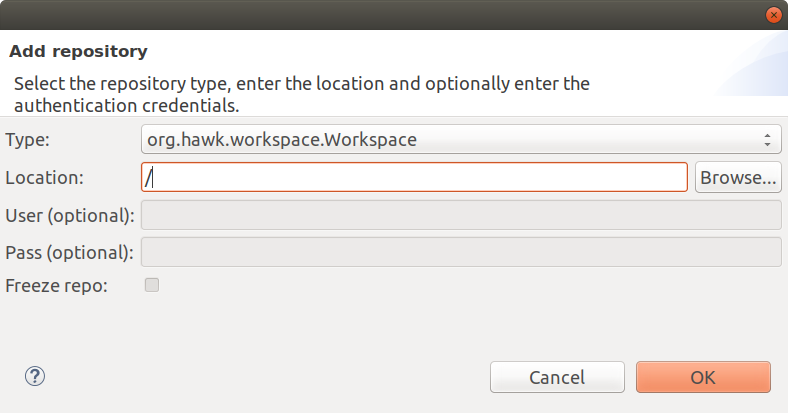 Add repository
Select the repository type, enter the location and optionally enter the
authentication credentials.
Type: org.hawk.workspace.Workspace
Location: / Browse...
User (optional):
Pass (optional):
Freeze repo:
? Cancel OK